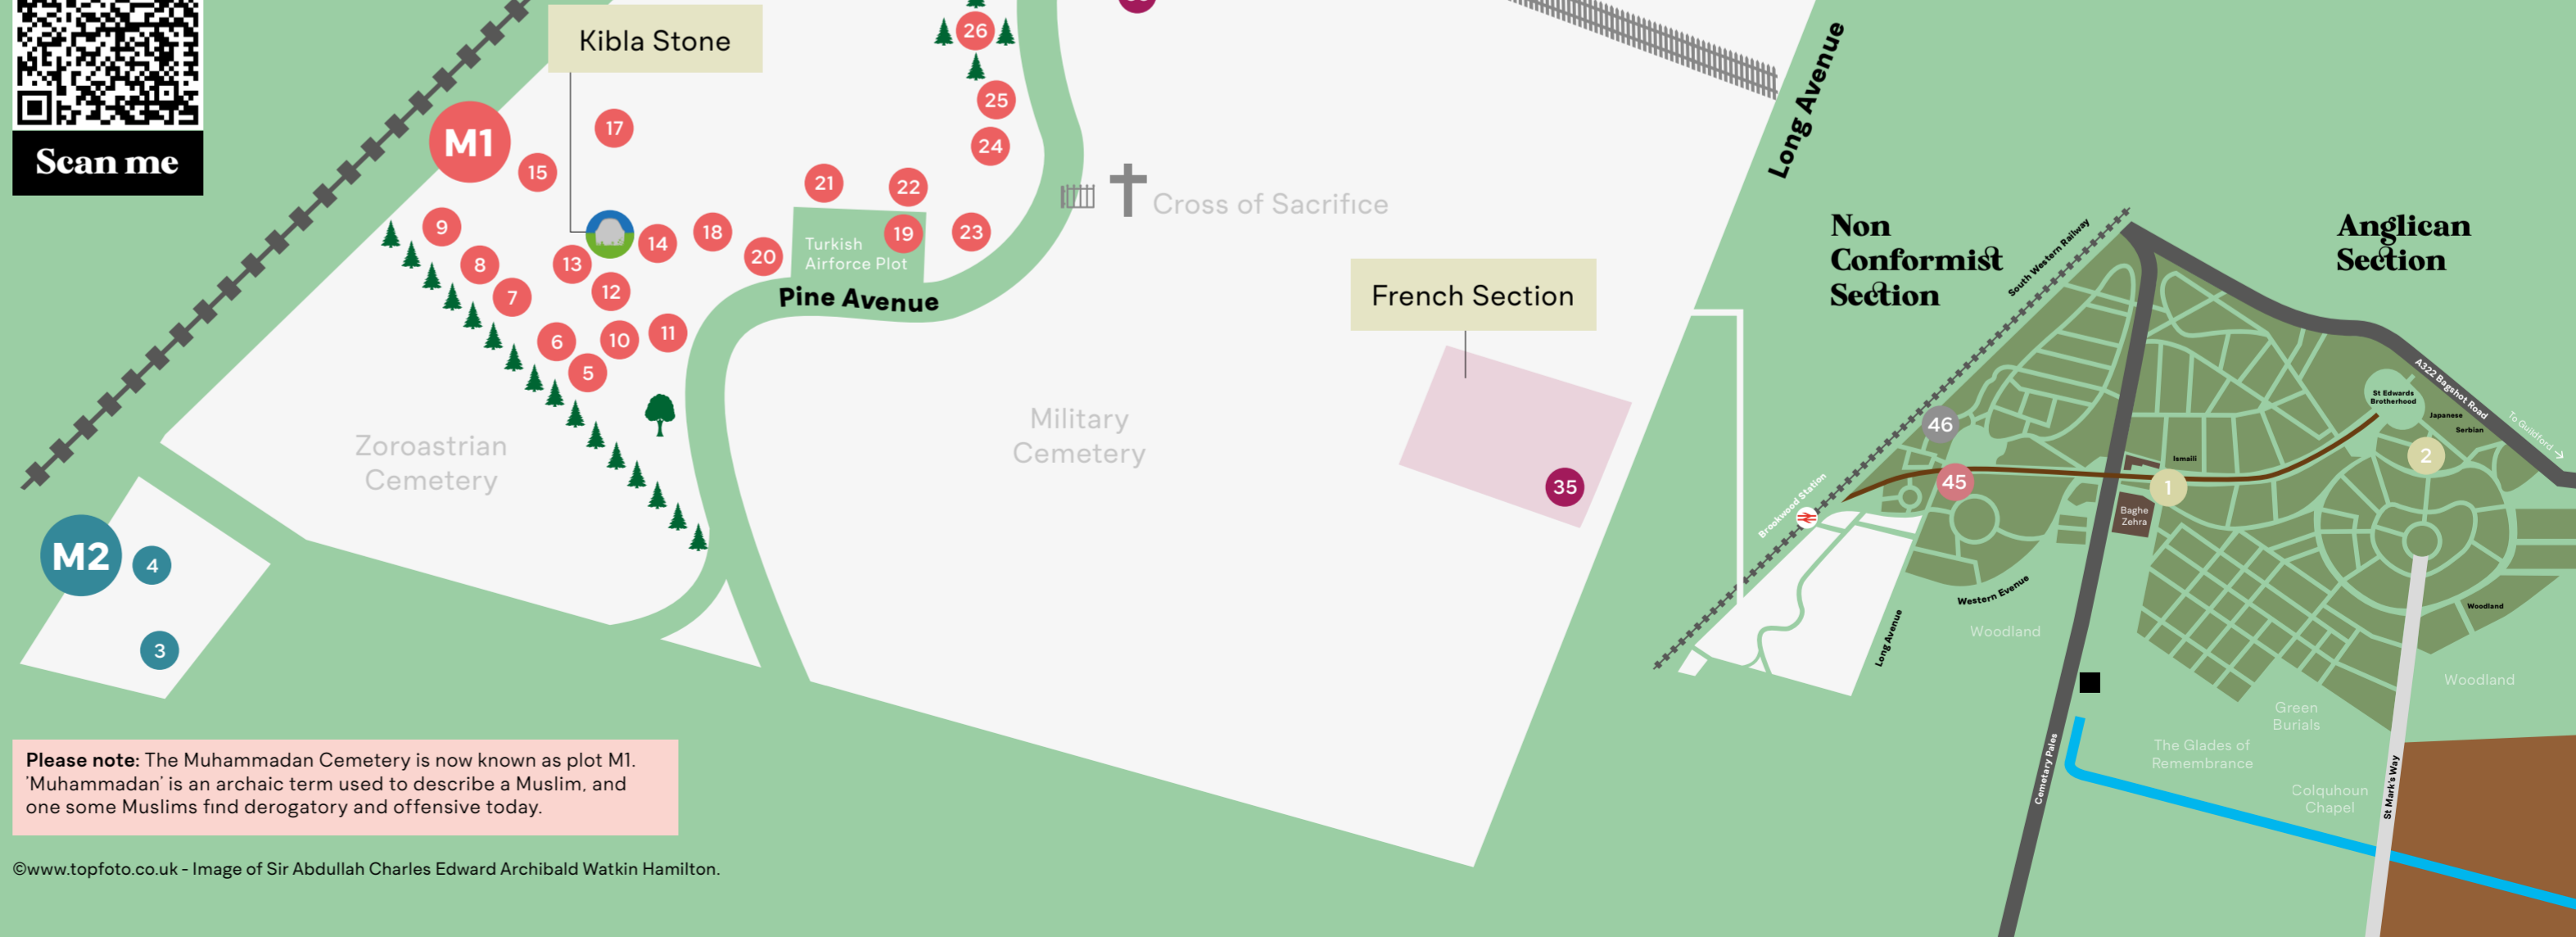 Scan me
Kibla Stone
M1
17
15
9
8
7
13
14
18
20
12
6
10
11
5
21
22
Turkish
Airforce Plot
19
23
26
25
24
Pine Avenue
Cross of Sacrifice
Long Avenue
French Section
35
Military
Cemetery
Zoroastrian
Cemetery
M2
4
3
Please note: The Muhammadan Cemetery is now known as plot M1.
'Muhammadan' is an archaic term used to describe a Muslim, and
one some Muslims find derogatory and offensive today.
©www.topfoto.co.uk - Image of Sir Abdullah Charles Edward Archibald Watkin Hamilton.
Non
Conformist
Section
Anglican
Section
South Western Railway
A322 Bagshot Road
To Guildford
St Edwards
Brotherhood
Japanese
Serbian
2
Ismaili
1
Baghe
Zehra
46
45
Brookwood Station
Western Evenue
Long Avenue
Woodland
Woodland
Woodland
Green
Burials
The Glades of
Remembrance
Colquhoun
Chapel
Cemetary Pales
St Mark's Way